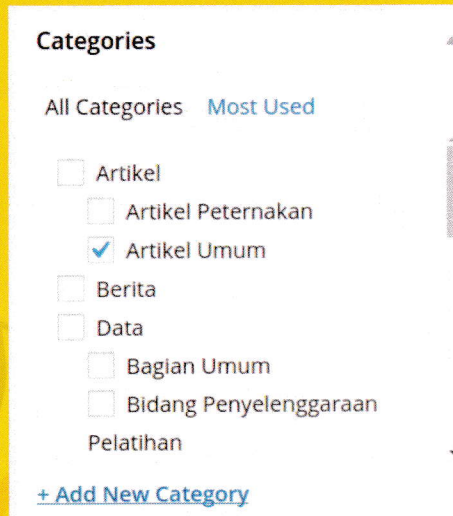 Categories
All Categories Most Used
Artikel
Artikel Peternakan
Artikel Umum
Berita
Data
Bagian Umum
Bidang Penyelenggaraan
Pelatihan
+ Add New Category